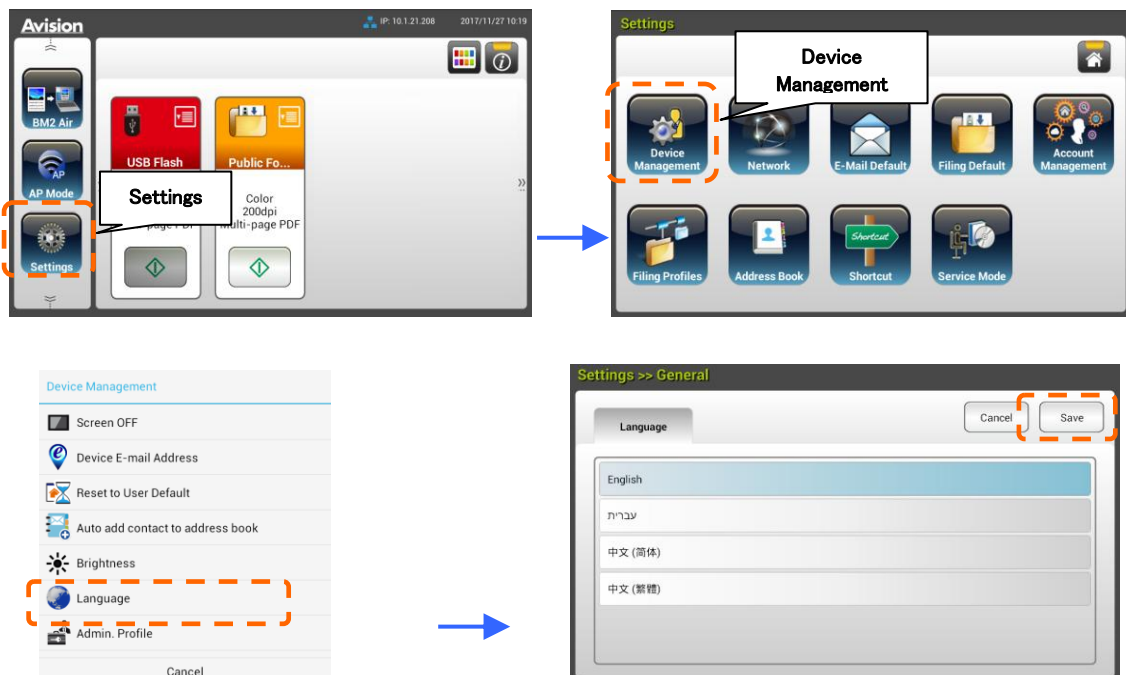 Avision
IP: 10.1.21.208
2017/11/27 10:19
BM2 Air
AP
AP Mode
Settings
USB Flash
Public Fo...
Settings
Color
200dpi
Multi-page PDF
Settings
Device
Management
Device
Management
Network
E-Mail Default
Filing Default
Account
Management
Filing Profiles
Address Book
Shortcut
Shortcut
Service Mode
Device Management
Screen OFF
Device E-mail Address
Reset to User Default
Auto add contact to address book
Brightness
Language
Admin. Profile
Cancel
Settings >> General
Language
Cancel
Save
English
עברית
中文 (简体)
中文 (繁體)